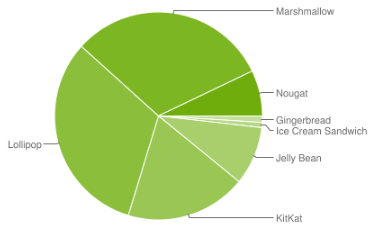 Marshmallow
Nougat
Gingerbread
Ice Cream Sandwich
Lollipop
Jelly Bean
KitKat